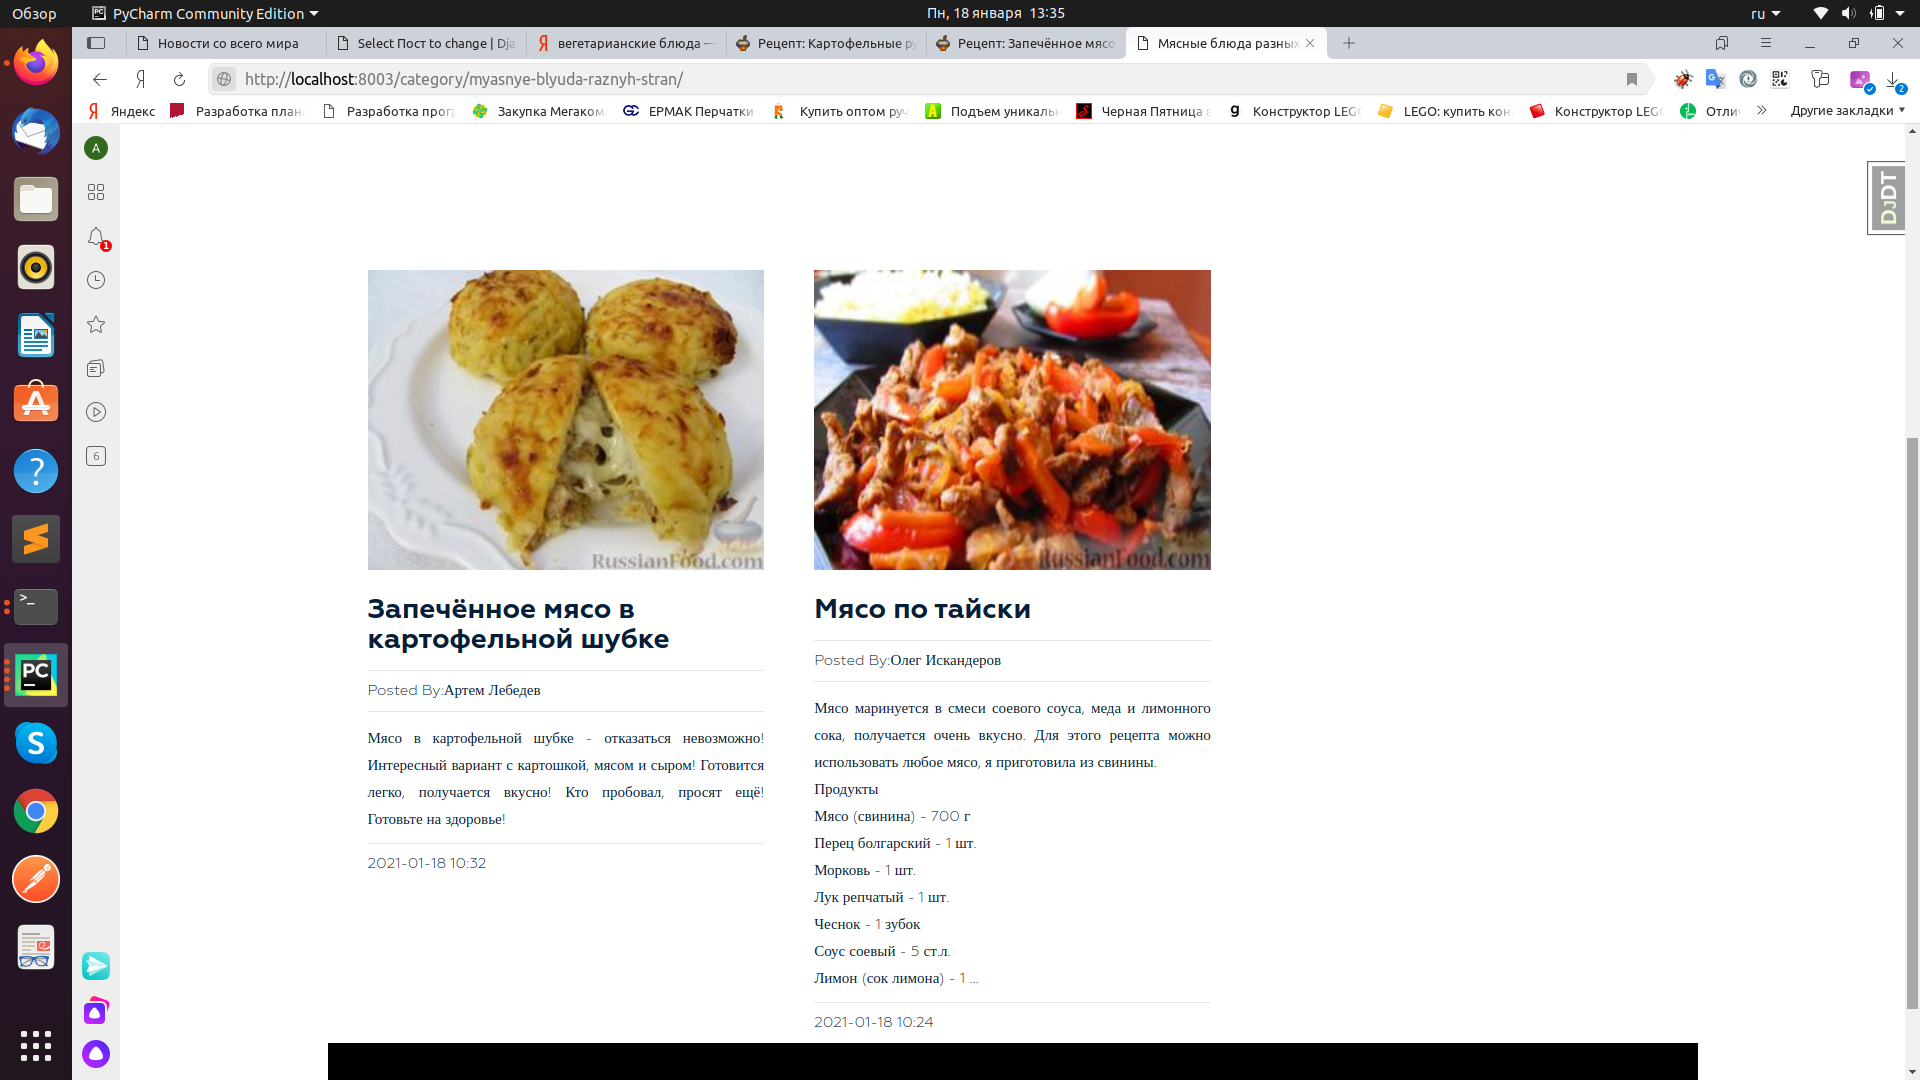 Обзор
PyCharm Community Edition
Пн, 18 января 13:35
ru
Новости со всего мира
Select Пост to change | Dja
вегетарианские блюда —
Рецепт: Картофельные ру
Рецепт: Запечённое мясо
Мясные блюда разных
http://localhost:8003/category/myasnye-blyuda-raznyh-stran/
2
Яндекс
Разработка плана
Разработка прог
Закупка Мегаком
ЕРМАК Перчатки
Купить оптом руч
Подъем уникаль
Черная Пятница в
Конструктор LEGO
LEGO: купить кон
Конструктор LEGO
Отли
Другие закладки
A
1
6
DJDT
RussianFood.com
RussianFood.com
Запечённое мясо в
картофельной шубке
Posted By:Артем Лебедев
Мясо в картофельной шубке - отказаться невозможно!
Интересный вариант с картошкой, мясом и сыром! Готовится
легко, получается вкусно! Кто пробовал, просят ещё!
Готовьте на здоровье!
2021-01-18 10:32
Мясо по тайски
Posted By:Олег Искандеров
Мясо маринуется в смеси соевого соуса, меда и лимонного
сока, получается очень вкусно. Для этого рецепта можно
использовать любое мясо, я приготовила из свинины.
Продукты
Мясо (свинина) - 700 г
Перец болгарский - 1 шт.
Морковь - 1 шт.
Лук репчатый - 1 шт.
Чеснок - 1 зубок
Соус соевый - 5 ст.л.
Лимон (сок лимона) - 1 ...
2021-01-18 10:24